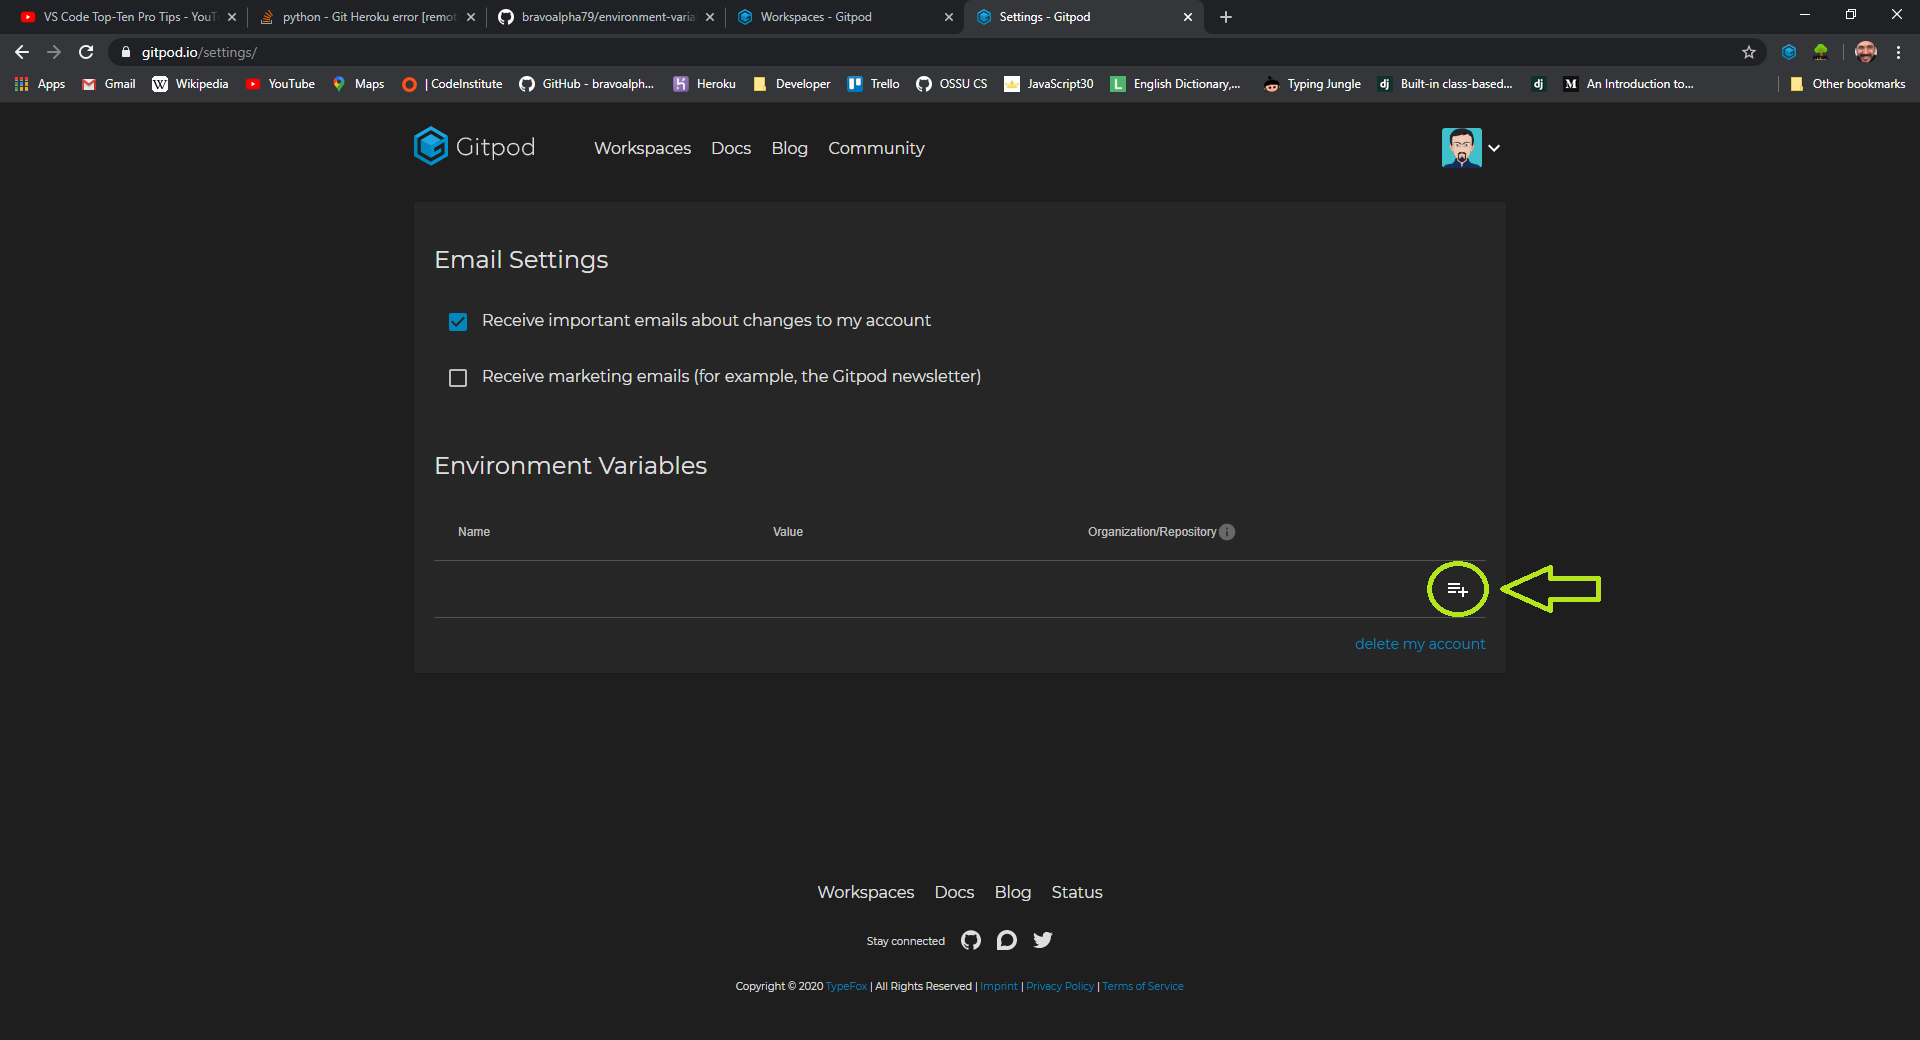 VS Code Top-Ten Pro Tips - YouT
python - Git Heroku error [remot
bravoalpha79/environment-varia
Workspaces - Gitpod
Settings - Gitpod
gitpod.io/settings/
Apps
Gmail
Wikipedia
YouTube
Maps
| CodeInstitute
GitHub - bravoalph...
Heroku
Developer
Trello
OSSU CS
JavaScript30
English Dictionary,...
Typing Jungle
Built-in class-based...
An Introduction to...
Other bookmarks
Gitpod
Workspaces Docs Blog Community
Email Settings
Receive important emails about changes to my account
Receive marketing emails (for example, the Gitpod newsletter)
Environment Variables
Name Value Organization/Repository
delete my account
Workspaces Docs Blog Status
Stay connected
Copyright © 2020 TypeFox | All Rights Reserved | Imprint | Privacy Policy | Terms of Service